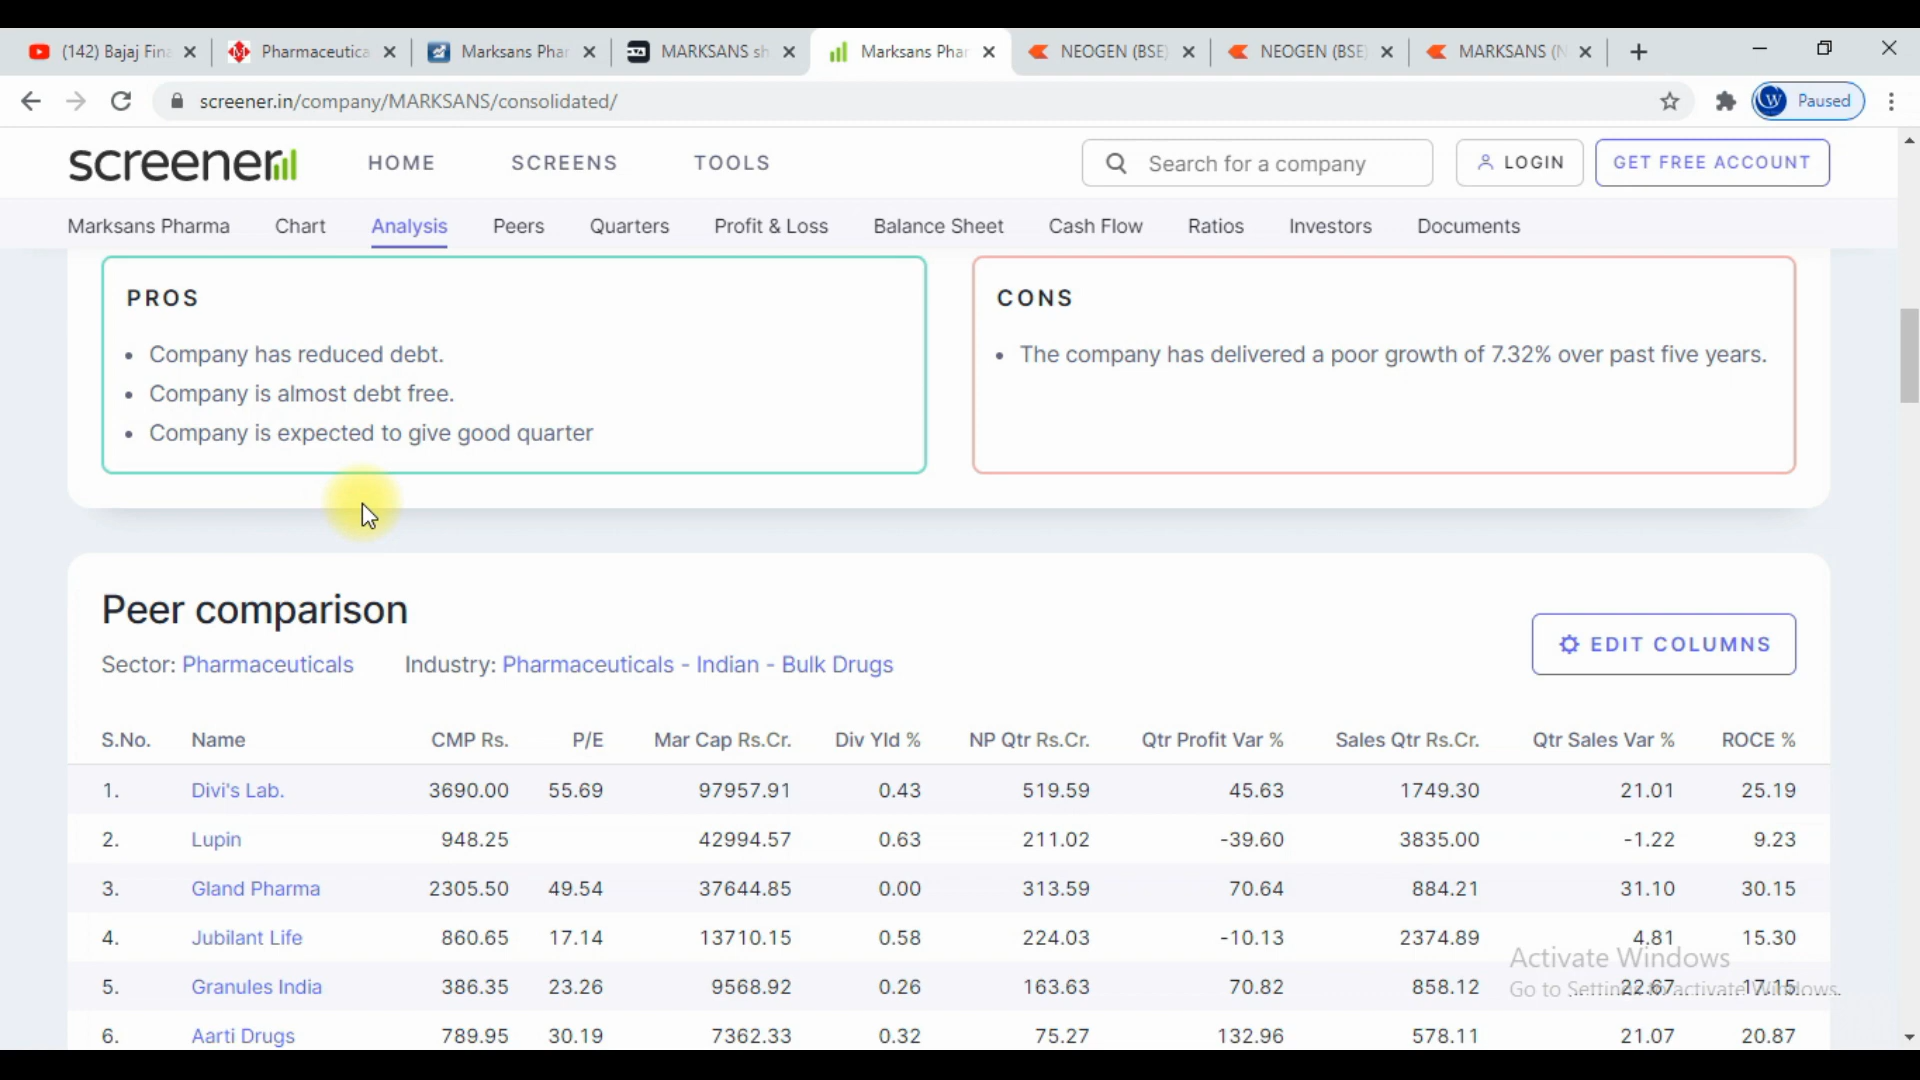 (142) Bajaj Fin
Pharmaceutica
Marksans Phar
MARKSANS sh
Marksans Phar
NEOGEN (BSE)
NEOGEN (BSE)
MARKSANS (N
screener.in/company/MARKSANS/consolidated/
W Paused
screener
HOME SCREENS TOOLS
Search for a company
LOGIN
GET FREE ACCOUNT
Marksans Pharma Chart Analysis Peers Quarters Profit & Loss Balance Sheet Cash Flow Ratios Investors Documents
PROS
• Company has reduced debt.
• Company is almost debt free.
• Company is expected to give good quarter
CONS
• The company has delivered a poor growth of 7.32% over past five years.
Peer comparison
Sector: Pharmaceuticals Industry: Pharmaceuticals - Indian - Bulk Drugs
EDIT COLUMNS
S.No. Name CMP Rs. P/E Mar Cap Rs.Cr. Div Yld % NP Qtr Rs.Cr. Qtr Profit Var % Sales Qtr Rs.Cr. Qtr Sales Var % ROCE %
1. Divi's Lab. 3690.00 55.69 97957.91 0.43 519.59 45.63 1749.30 21.01 25.19
2. Lupin 948.25 42994.57 0.63 211.02 -39.60 3835.00 -1.22 9.23
3. Gland Pharma 2305.50 49.54 37644.85 0.00 313.59 70.64 884.21 31.10 30.15
4. Jubilant Life 860.65 17.14 13710.15 0.58 224.03 -10.13 2374.89 4.81 15.30
5. Granules India 386.35 23.26 9568.92 0.26 163.63 70.82 858.12 22.67 17.15
6. Aarti Drugs 789.95 30.19 7362.33 0.32 75.27 132.96 578.11 21.07 20.87
Activate Windows
Go to Settings to activate Windows.